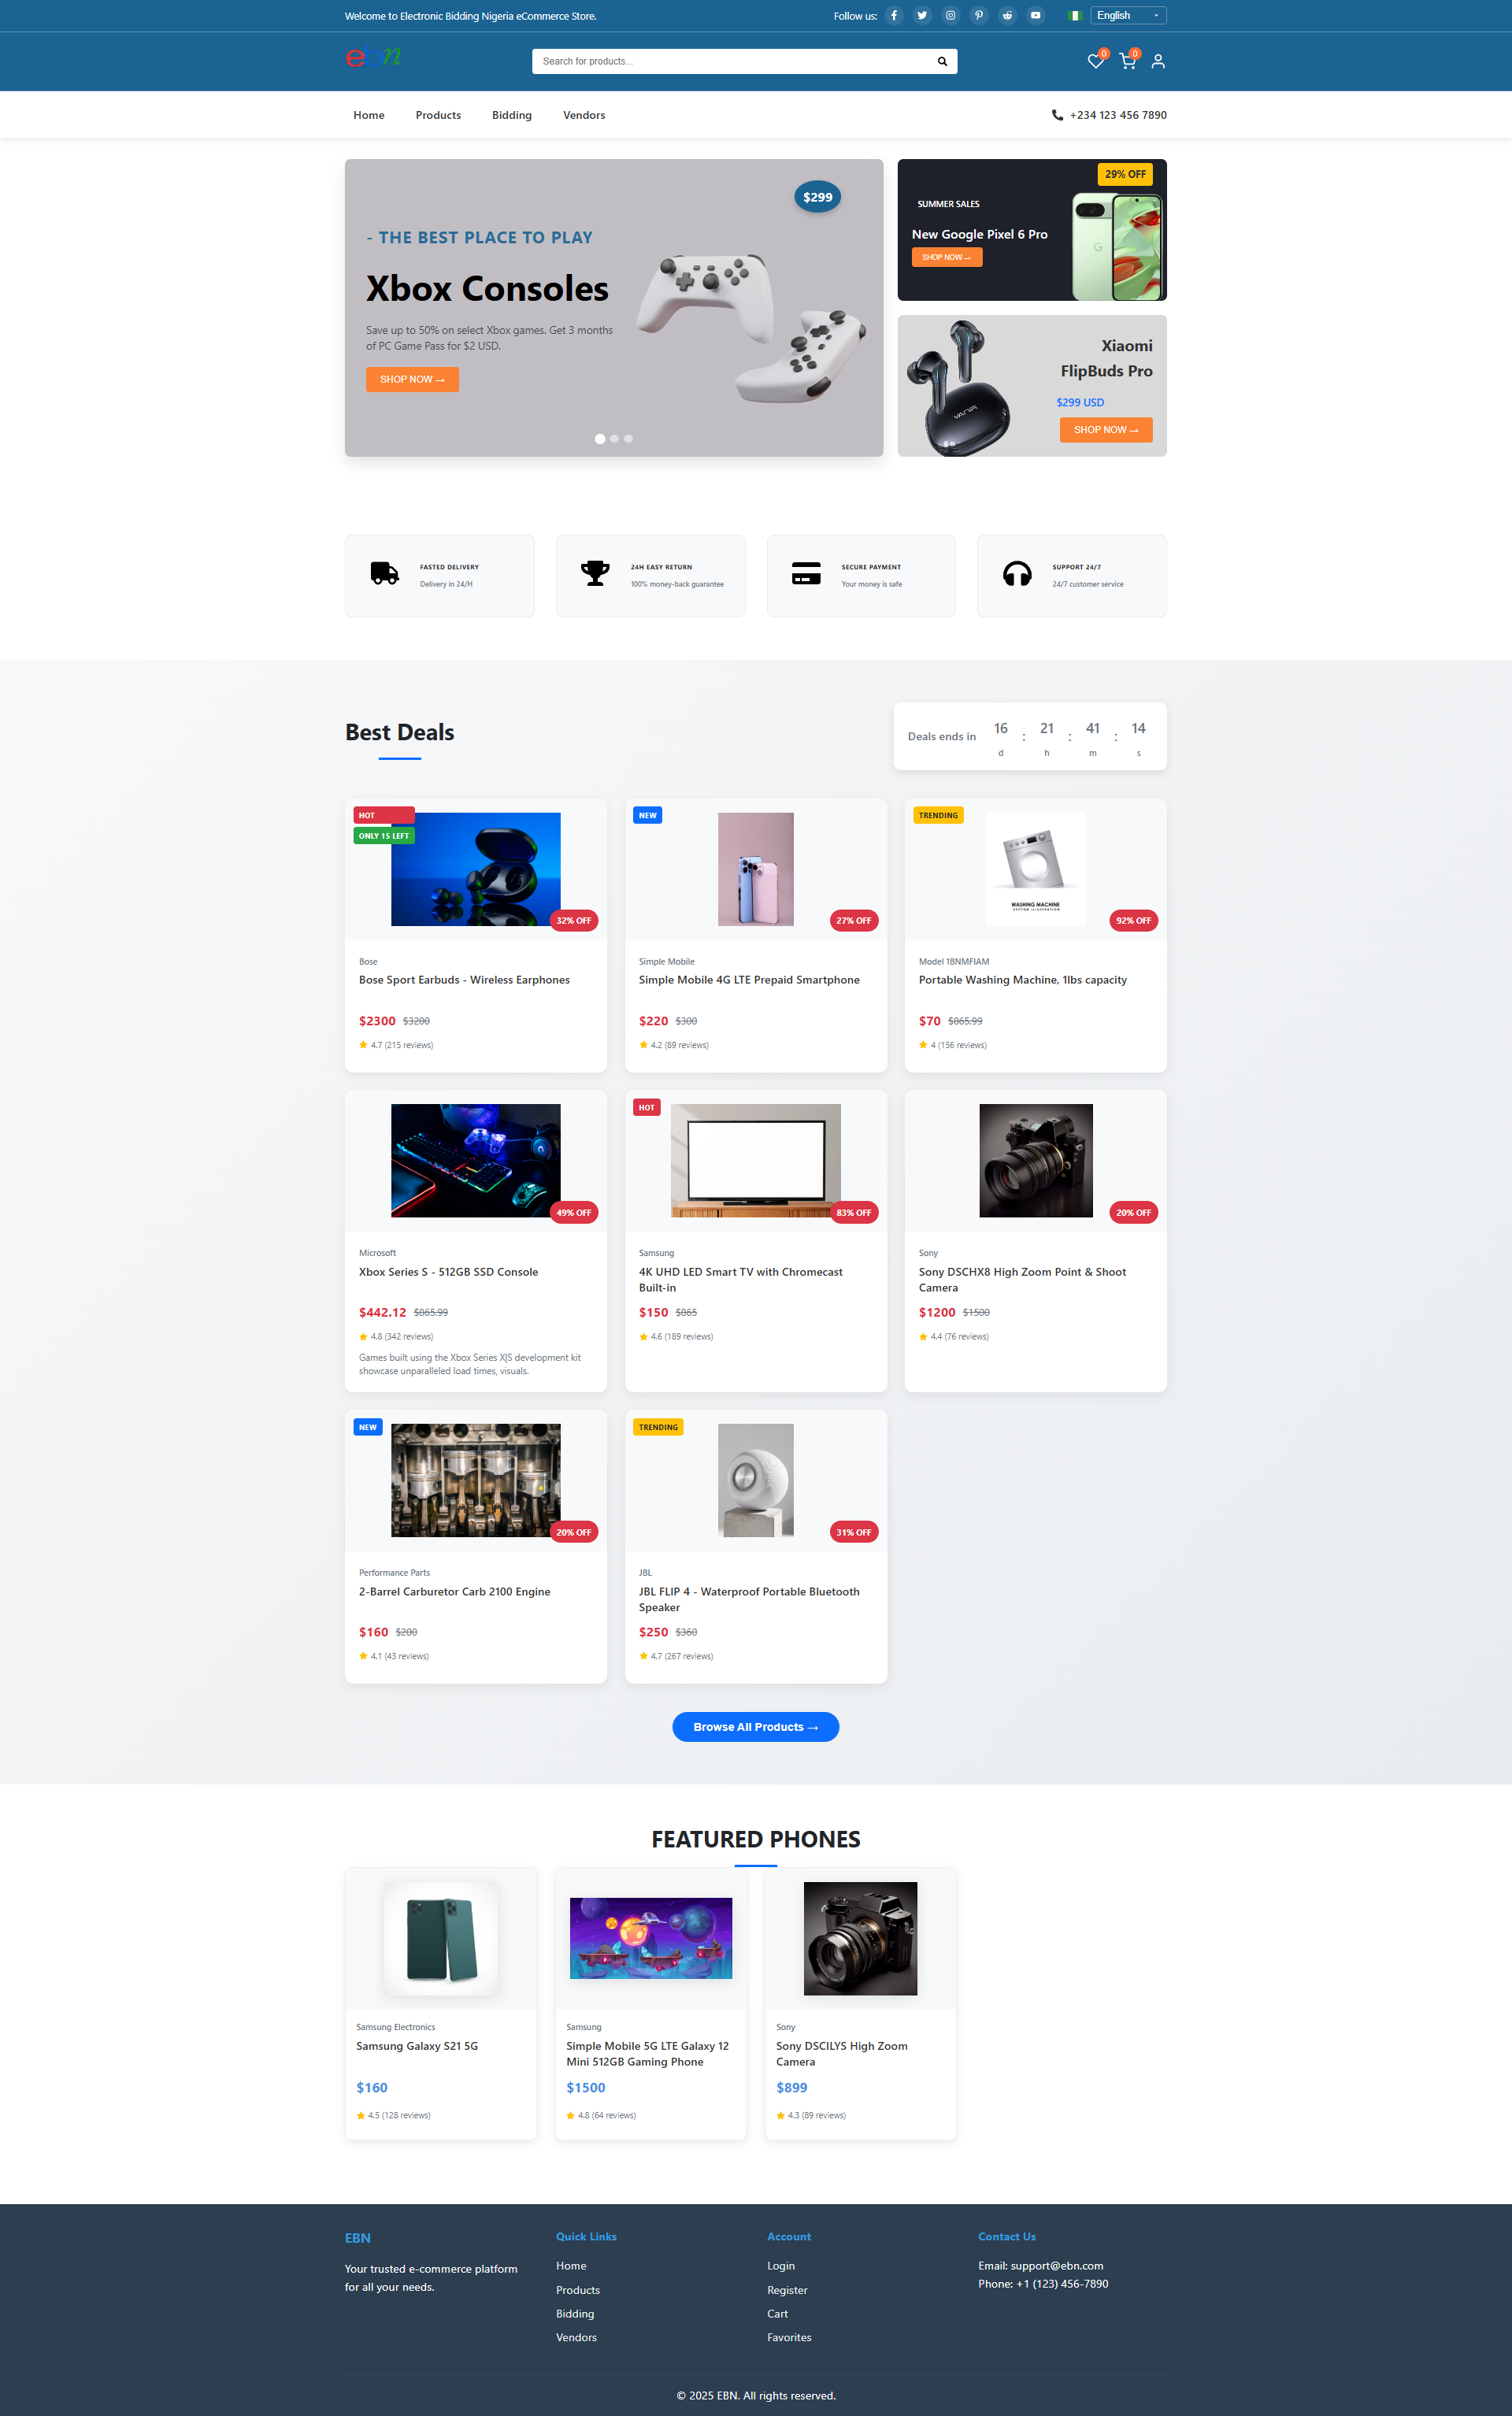 Welcome to Electronic Bidding Nigeria eCommerce Store.
Follow us:
English
ebn
Search for products...
0
0
Home
Products
Bidding
Vendors
+234 123 456 7890
$299
- THE BEST PLACE TO PLAY
Xbox Consoles
Save up to 50% on select Xbox games. Get 3 months
of PC Game Pass for $2 USD.
SHOP NOW →
29% OFF
SUMMER SALES
New Google Pixel 6 Pro
SHOP NOW →
Xiaomi
FlipBuds Pro
$299 USD
SHOP NOW →
FASTED DELIVERY
Delivery in 24/H
24H EASY RETURN
100% money-back guarantee
SECURE PAYMENT
Your money is safe
SUPPORT 24/7
24/7 customer service
Best Deals
Deals ends in
16
d
:
21
h
:
41
m
:
14
s
HOT
ONLY 15 LEFT
32% OFF
Bose
Bose Sport Earbuds - Wireless Earphones
$2300 $3200
4.7 (215 reviews)
NEW
27% OFF
Simple Mobile
Simple Mobile 4G LTE Prepaid Smartphone
$220 $300
4.2 (89 reviews)
TRENDING
WASHING MACHINE
VECTOR ILLUSTRATION
92% OFF
Model 1BNMFIAM
Portable Washing Machine, 1lbs capacity
$70 $865.99
4 (156 reviews)
49% OFF
Microsoft
Xbox Series S - 512GB SSD Console
$442.12 $865.99
4.8 (342 reviews)
Games built using the Xbox Series X|S development kit
showcase unparalleled load times, visuals.
HOT
83% OFF
Samsung
4K UHD LED Smart TV with Chromecast
Built-in
$150 $865
4.6 (189 reviews)
20% OFF
Sony
Sony DSCHX8 High Zoom Point & Shoot
Camera
$1200 $1500
4.4 (76 reviews)
NEW
20% OFF
Performance Parts
2-Barrel Carburetor Carb 2100 Engine
$160 $200
4.1 (43 reviews)
TRENDING
31% OFF
JBL
JBL FLIP 4 - Waterproof Portable Bluetooth
Speaker
$250 $360
4.7 (267 reviews)
Browse All Products →
FEATURED PHONES
Samsung Electronics
Samsung Galaxy S21 5G
$160
4.5 (128 reviews)
Samsung
Simple Mobile 5G LTE Galaxy 12
Mini 512GB Gaming Phone
$1500
4.8 (64 reviews)
Sony
Sony DSCILYS High Zoom
Camera
$899
4.3 (89 reviews)
EBN
Your trusted e-commerce platform
for all your needs.
Quick Links
Home
Products
Bidding
Vendors
Account
Login
Register
Cart
Favorites
Contact Us
Email: support@ebn.com
Phone: +1 (123) 456-7890
© 2025 EBN. All rights reserved.